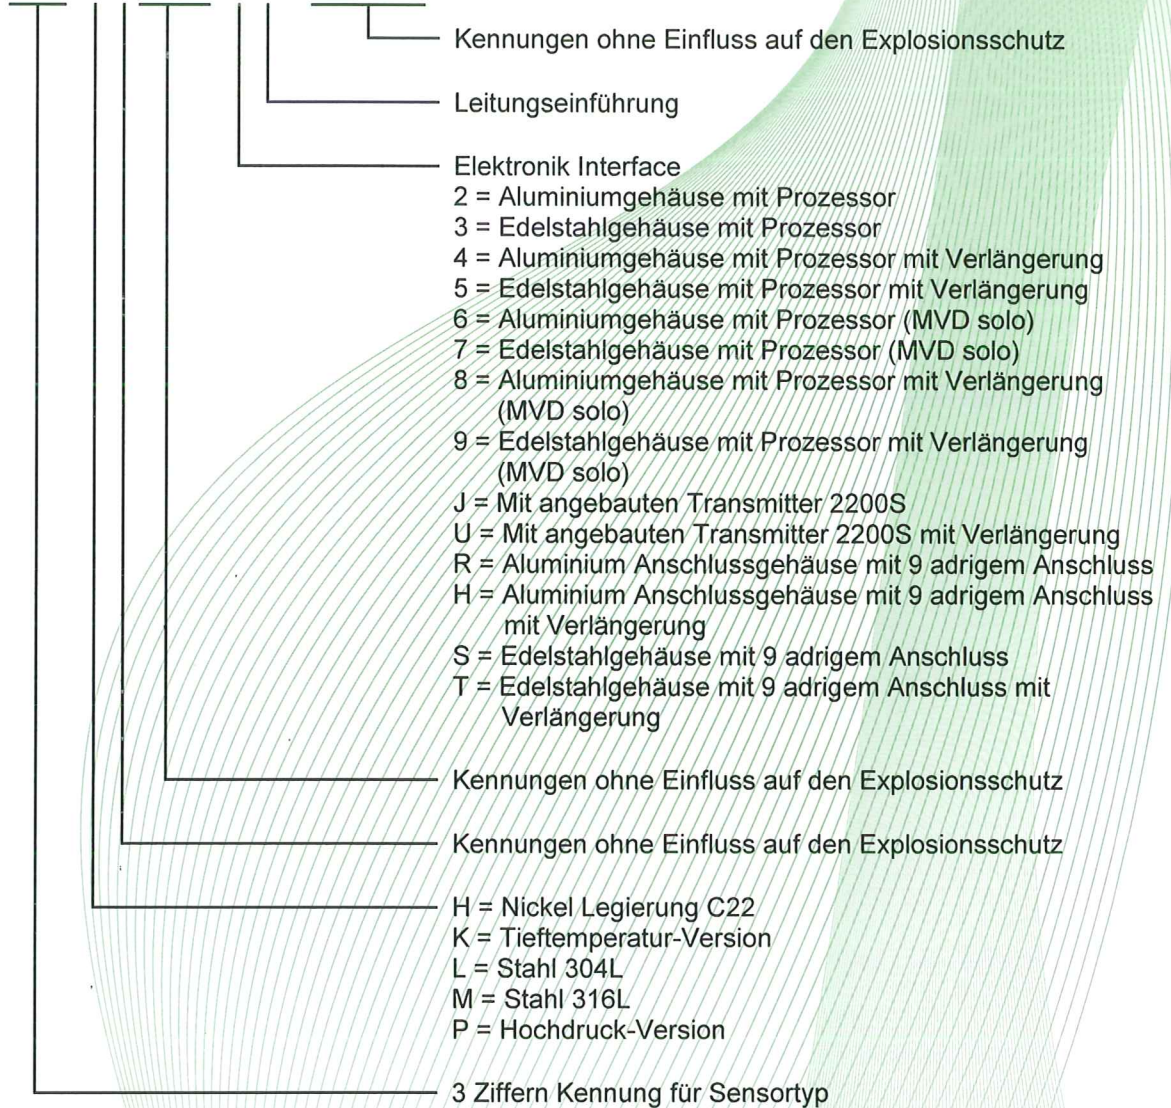 Kennungen ohne Einfluss auf den Explosionsschutz
Leitungseinführung
Elektronik Interface
2 = Aluminiumgehäuse mit Prozessor
3 = Edelstahlgehäuse mit Prozessor
4 = Aluminiumgehäuse mit Prozessor mit Verlängerung
5 = Edelstahlgehäuse mit Prozessor mit Verlängerung
6 = Aluminiumgehäuse mit Prozessor (MVD solo)
7 = Edelstahlgehäuse mit Prozessor (MVD solo)
8 = Aluminiumgehäuse mit Prozessor mit Verlängerung
(MVD solo)
9 = Edelstahlgehäuse mit Prozessor mit Verlängerung
(MVD solo)
J = Mit angebauten Transmitter 2200S
U = Mit angebauten Transmitter 2200S mit Verlängerung
R = Aluminium Anschlussgehäuse mit 9 adrigem Anschluss
H = Aluminium Anschlussgehäuse mit 9 adrigem Anschluss
mit Verlängerung
S = Edelstahlgehäuse mit 9 adrigem Anschluss
T = Edelstahlgehäuse mit 9 adrigem Anschluss mit
Verlängerung
Kennungen ohne Einfluss auf den Explosionsschutz
Kennungen ohne Einfluss auf den Explosionsschutz
H = Nickel Legierung C22
K = Tieftemperatur-Version
L = Stahl 304L
M = Stahl 316L
P = Hochdruck-Version
3 Ziffern Kennung für Sensortyp